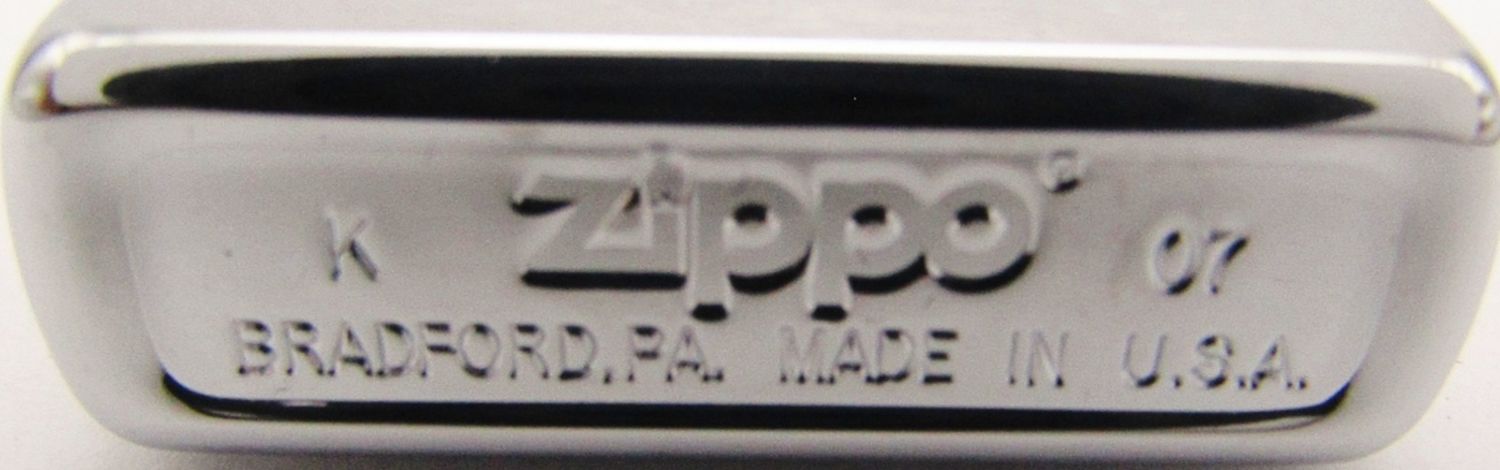 K Zippo® 07
BRADFORD, PA. MADE IN U.S.A.